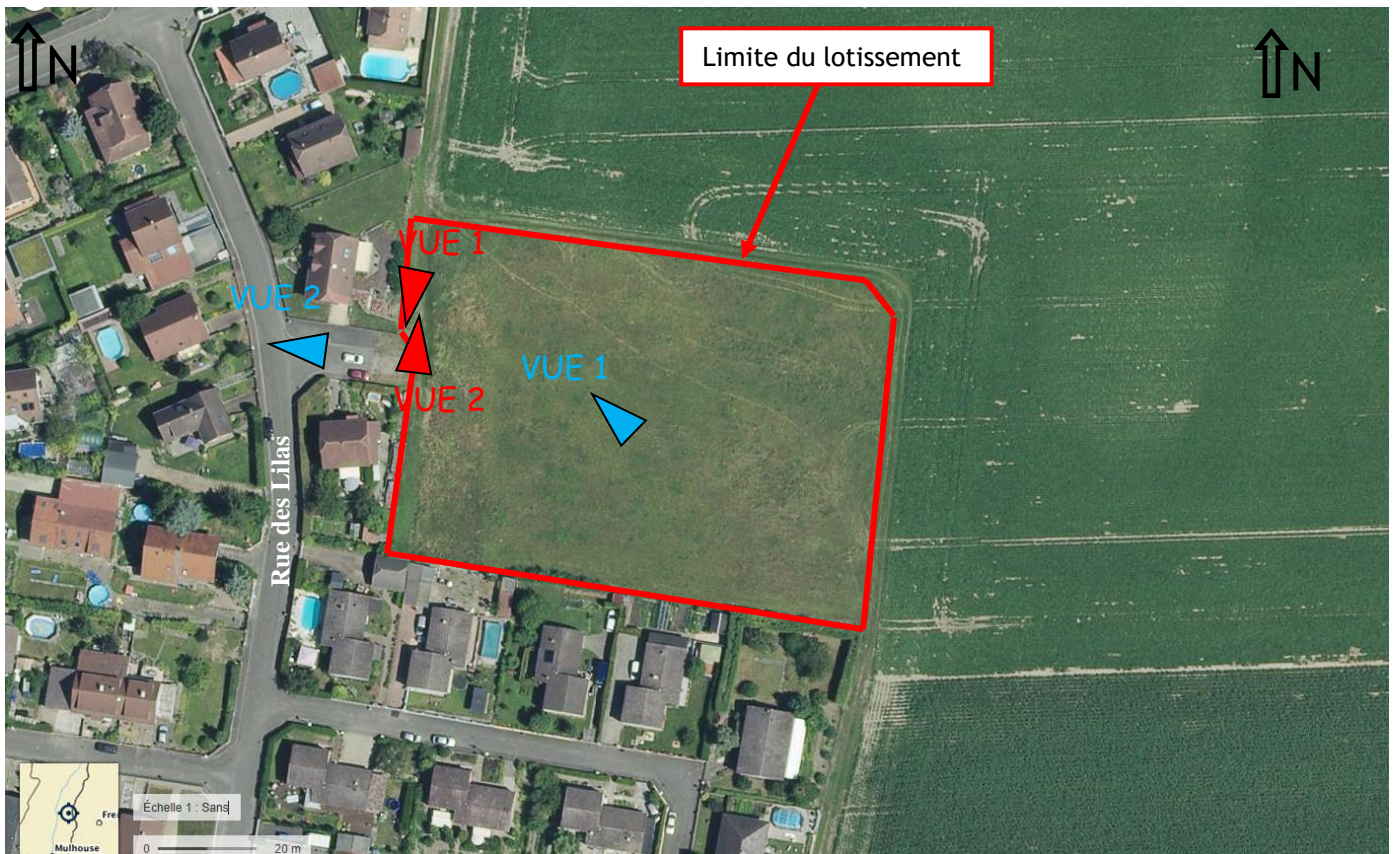 N
Limite du lotissement
N
VUE 1
VUE 2
VUE 1
VUE 2
Rue des Lilas
Échelle 1 : Sans
Fre
Mulhouse
0 20 m